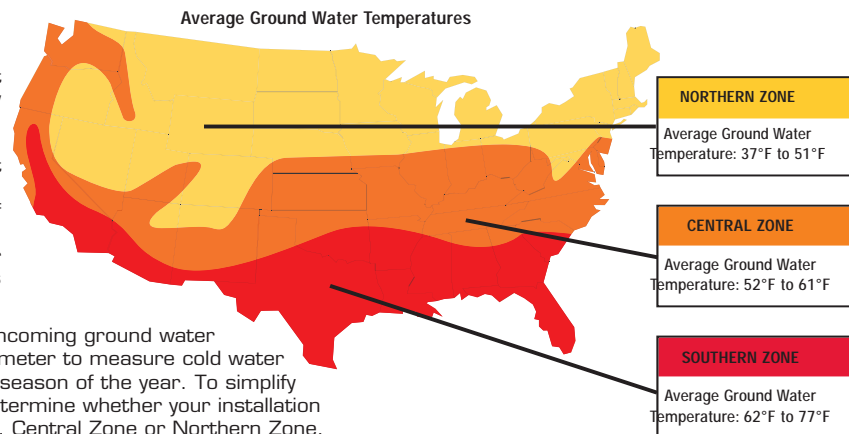 Average Ground Water Temperatures
NORTHERN ZONE
Average Ground Water
Temperature: 37°F to 51°F
CENTRAL ZONE
Average Ground Water
Temperature: 52°F to 61°F
SOUTHERN ZONE
Average Ground Water
Temperature: 62°F to 77°F
ncoming ground water
meter to measure cold water
season of the year. To simplify
termine whether your installation
, Central Zone or Northern Zone.